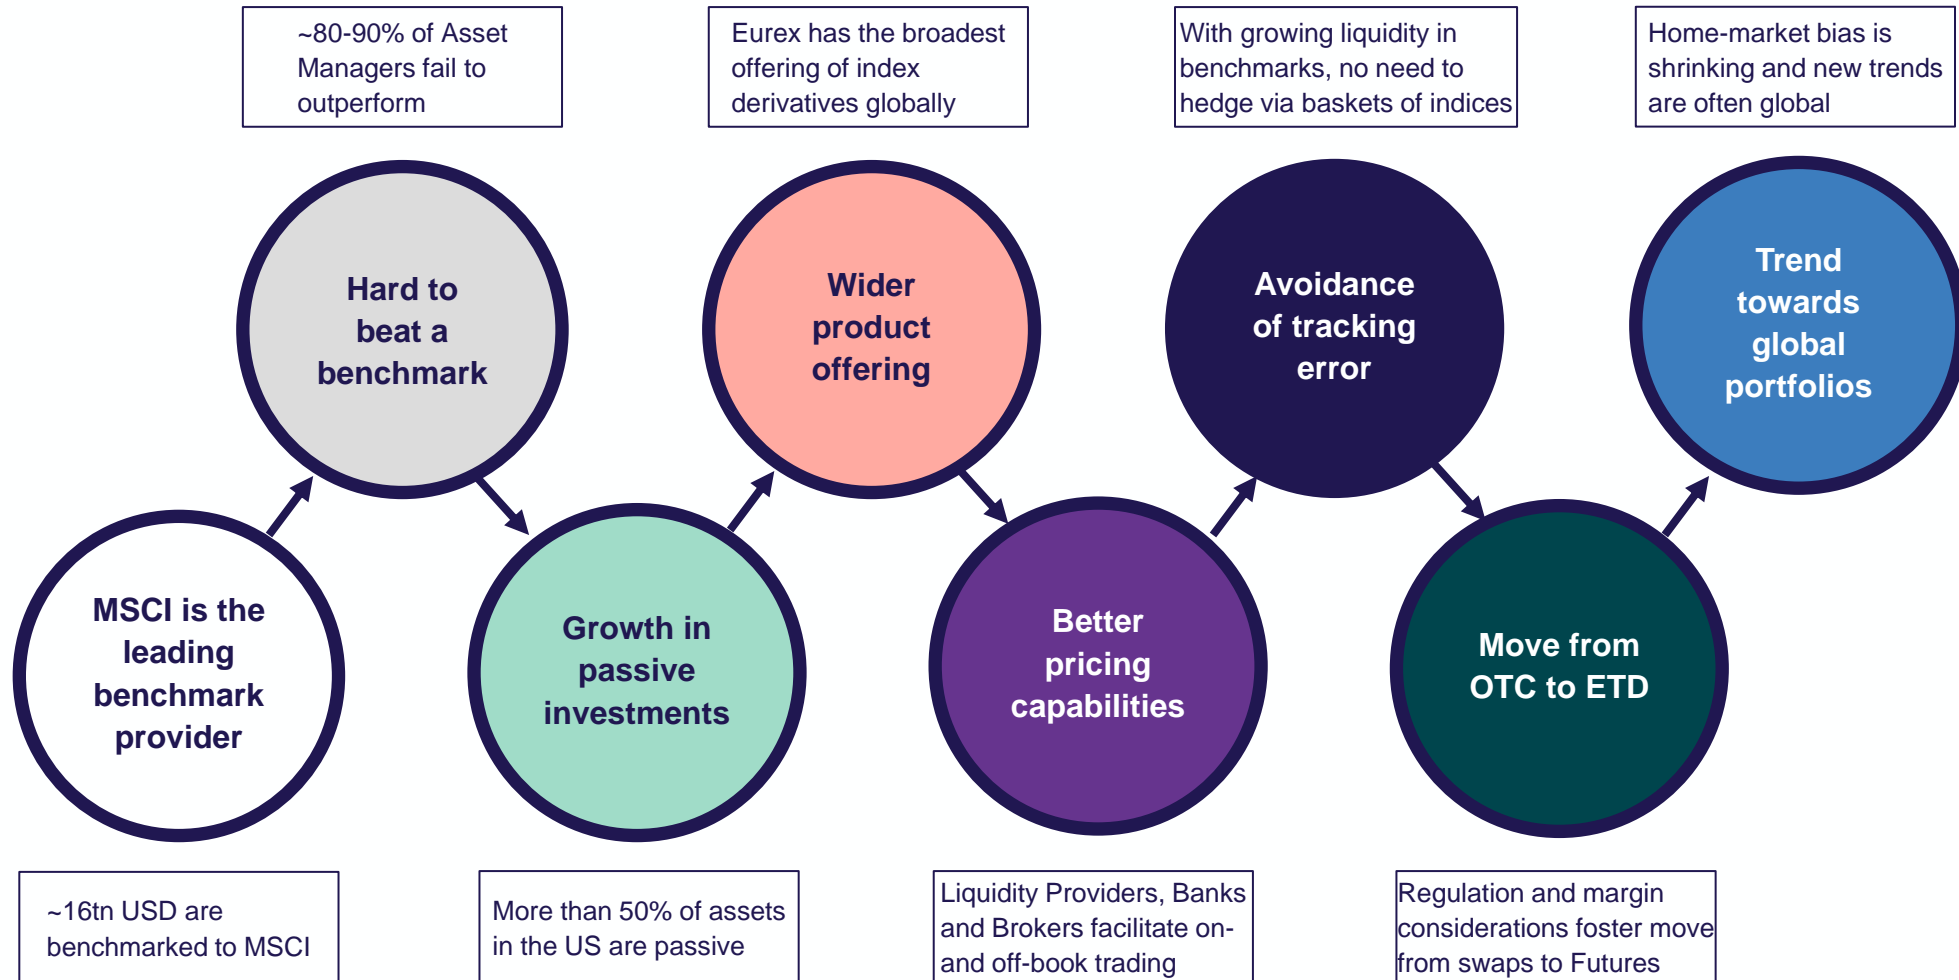 ~80-90% of Asset
Managers fail to
outperform
Eurex has the broadest
offering of index
derivatives globally
With growing liquidity in
benchmarks, no need to
hedge via baskets of indices
Home-market bias is
shrinking and new trends
are often global
Hard to
beat a
benchmark
Wider
product
offering
Avoidance
of tracking
error
Trend
towards
global
portfolios
MSCI is the
leading
benchmark
provider
Growth in
passive
investments
Better
pricing
capabilities
Move from
OTC to ETD
~16tn USD are
benchmarked to MSCI
More than 50% of assets
in the US are passive
Liquidity Providers, Banks
and Brokers facilitate on-
and off-book trading
Regulation and margin
considerations foster move
from swaps to Futures